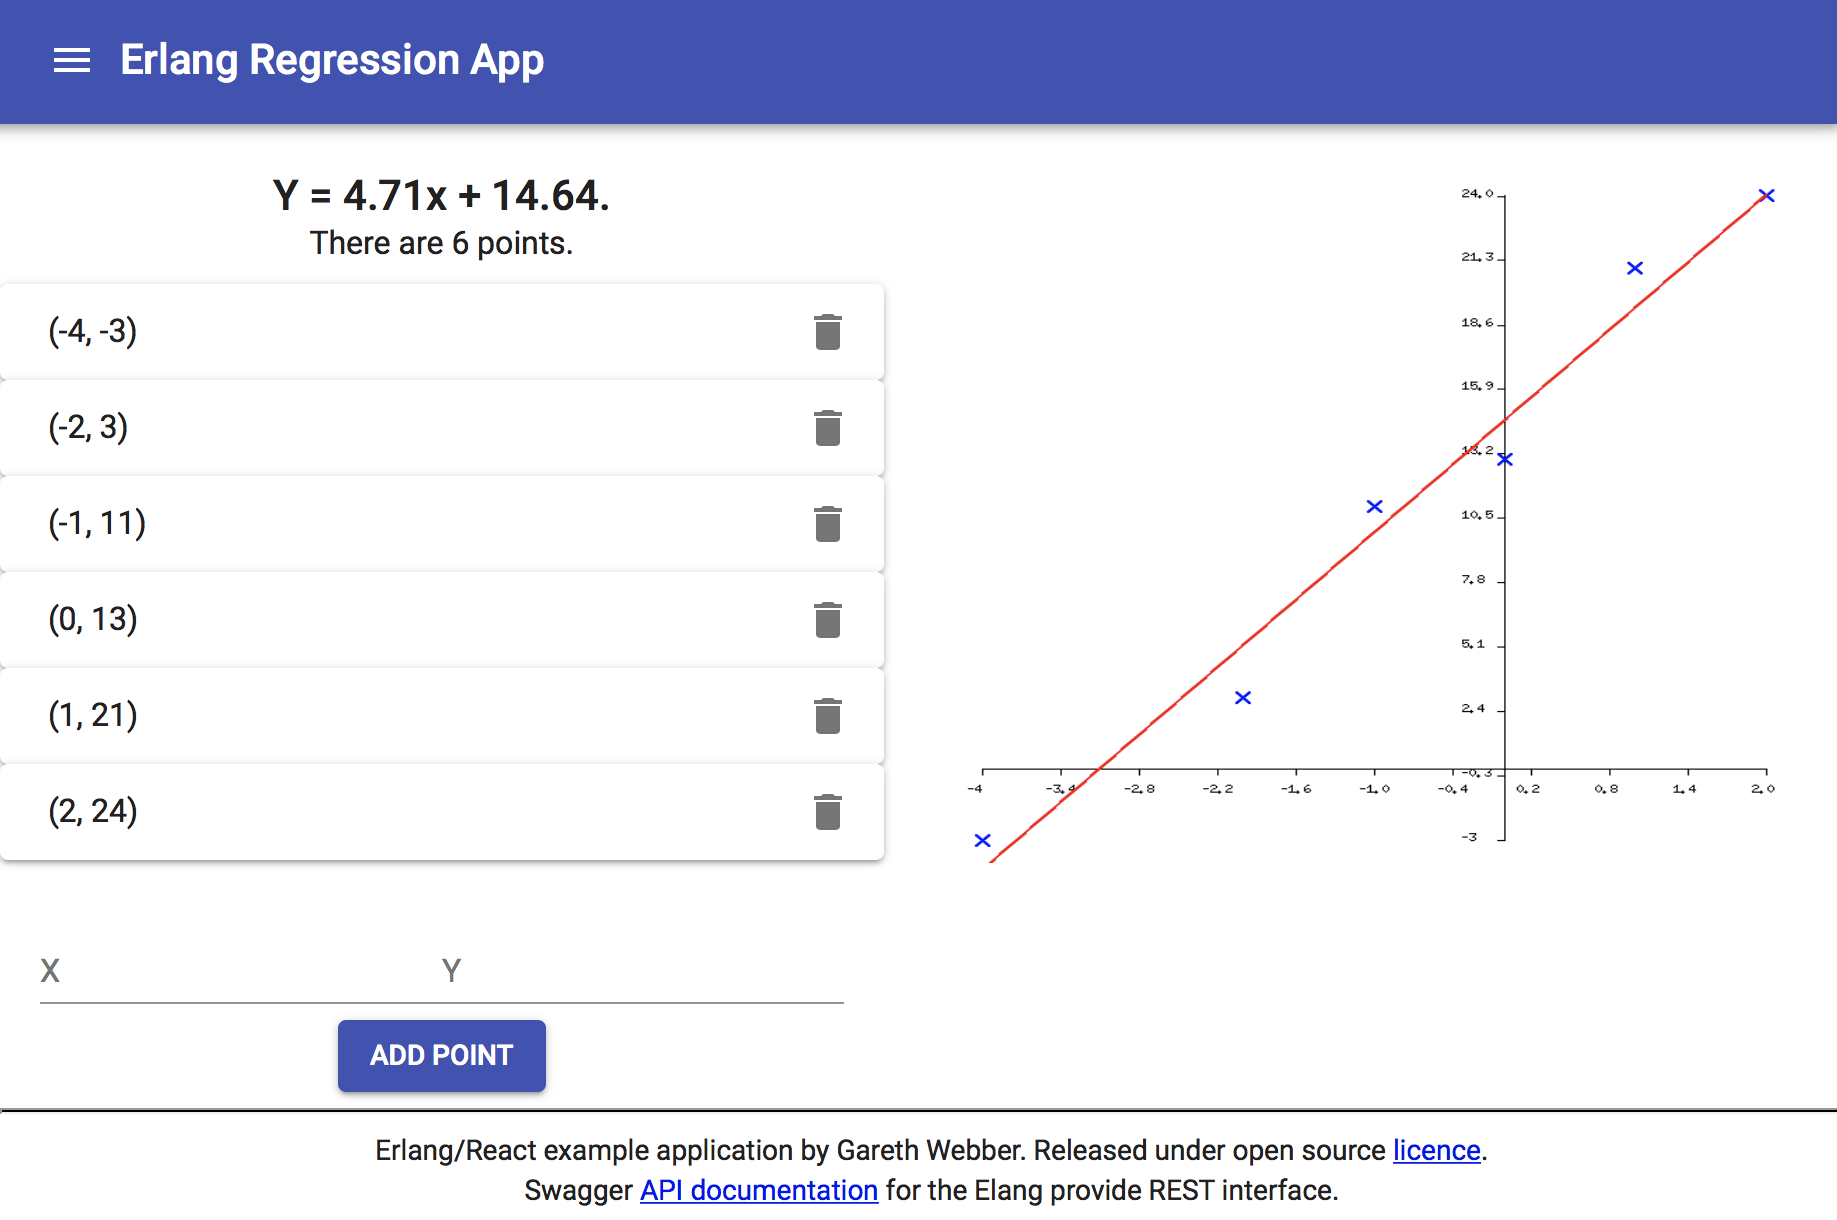 Erlang Regression App
Y = 4.71x + 14.64.
There are 6 points.
(-4, -3)
(-2, 3)
(-1, 11)
(0, 13)
(1, 21)
(2, 24)
X Y
ADD POINT
24.0
21.3
18.6
15.9
13.2
10.5
7.8
5.1
2.4
-0.3
-3
-4 -3.4 -2.8 -2.2 -1.6 -1.0 -0.4 0.2 0.8 1.4 2.0
Erlang/React example application by Gareth Webber. Released under open source licence.
Swagger API documentation for the Elang provide REST interface.